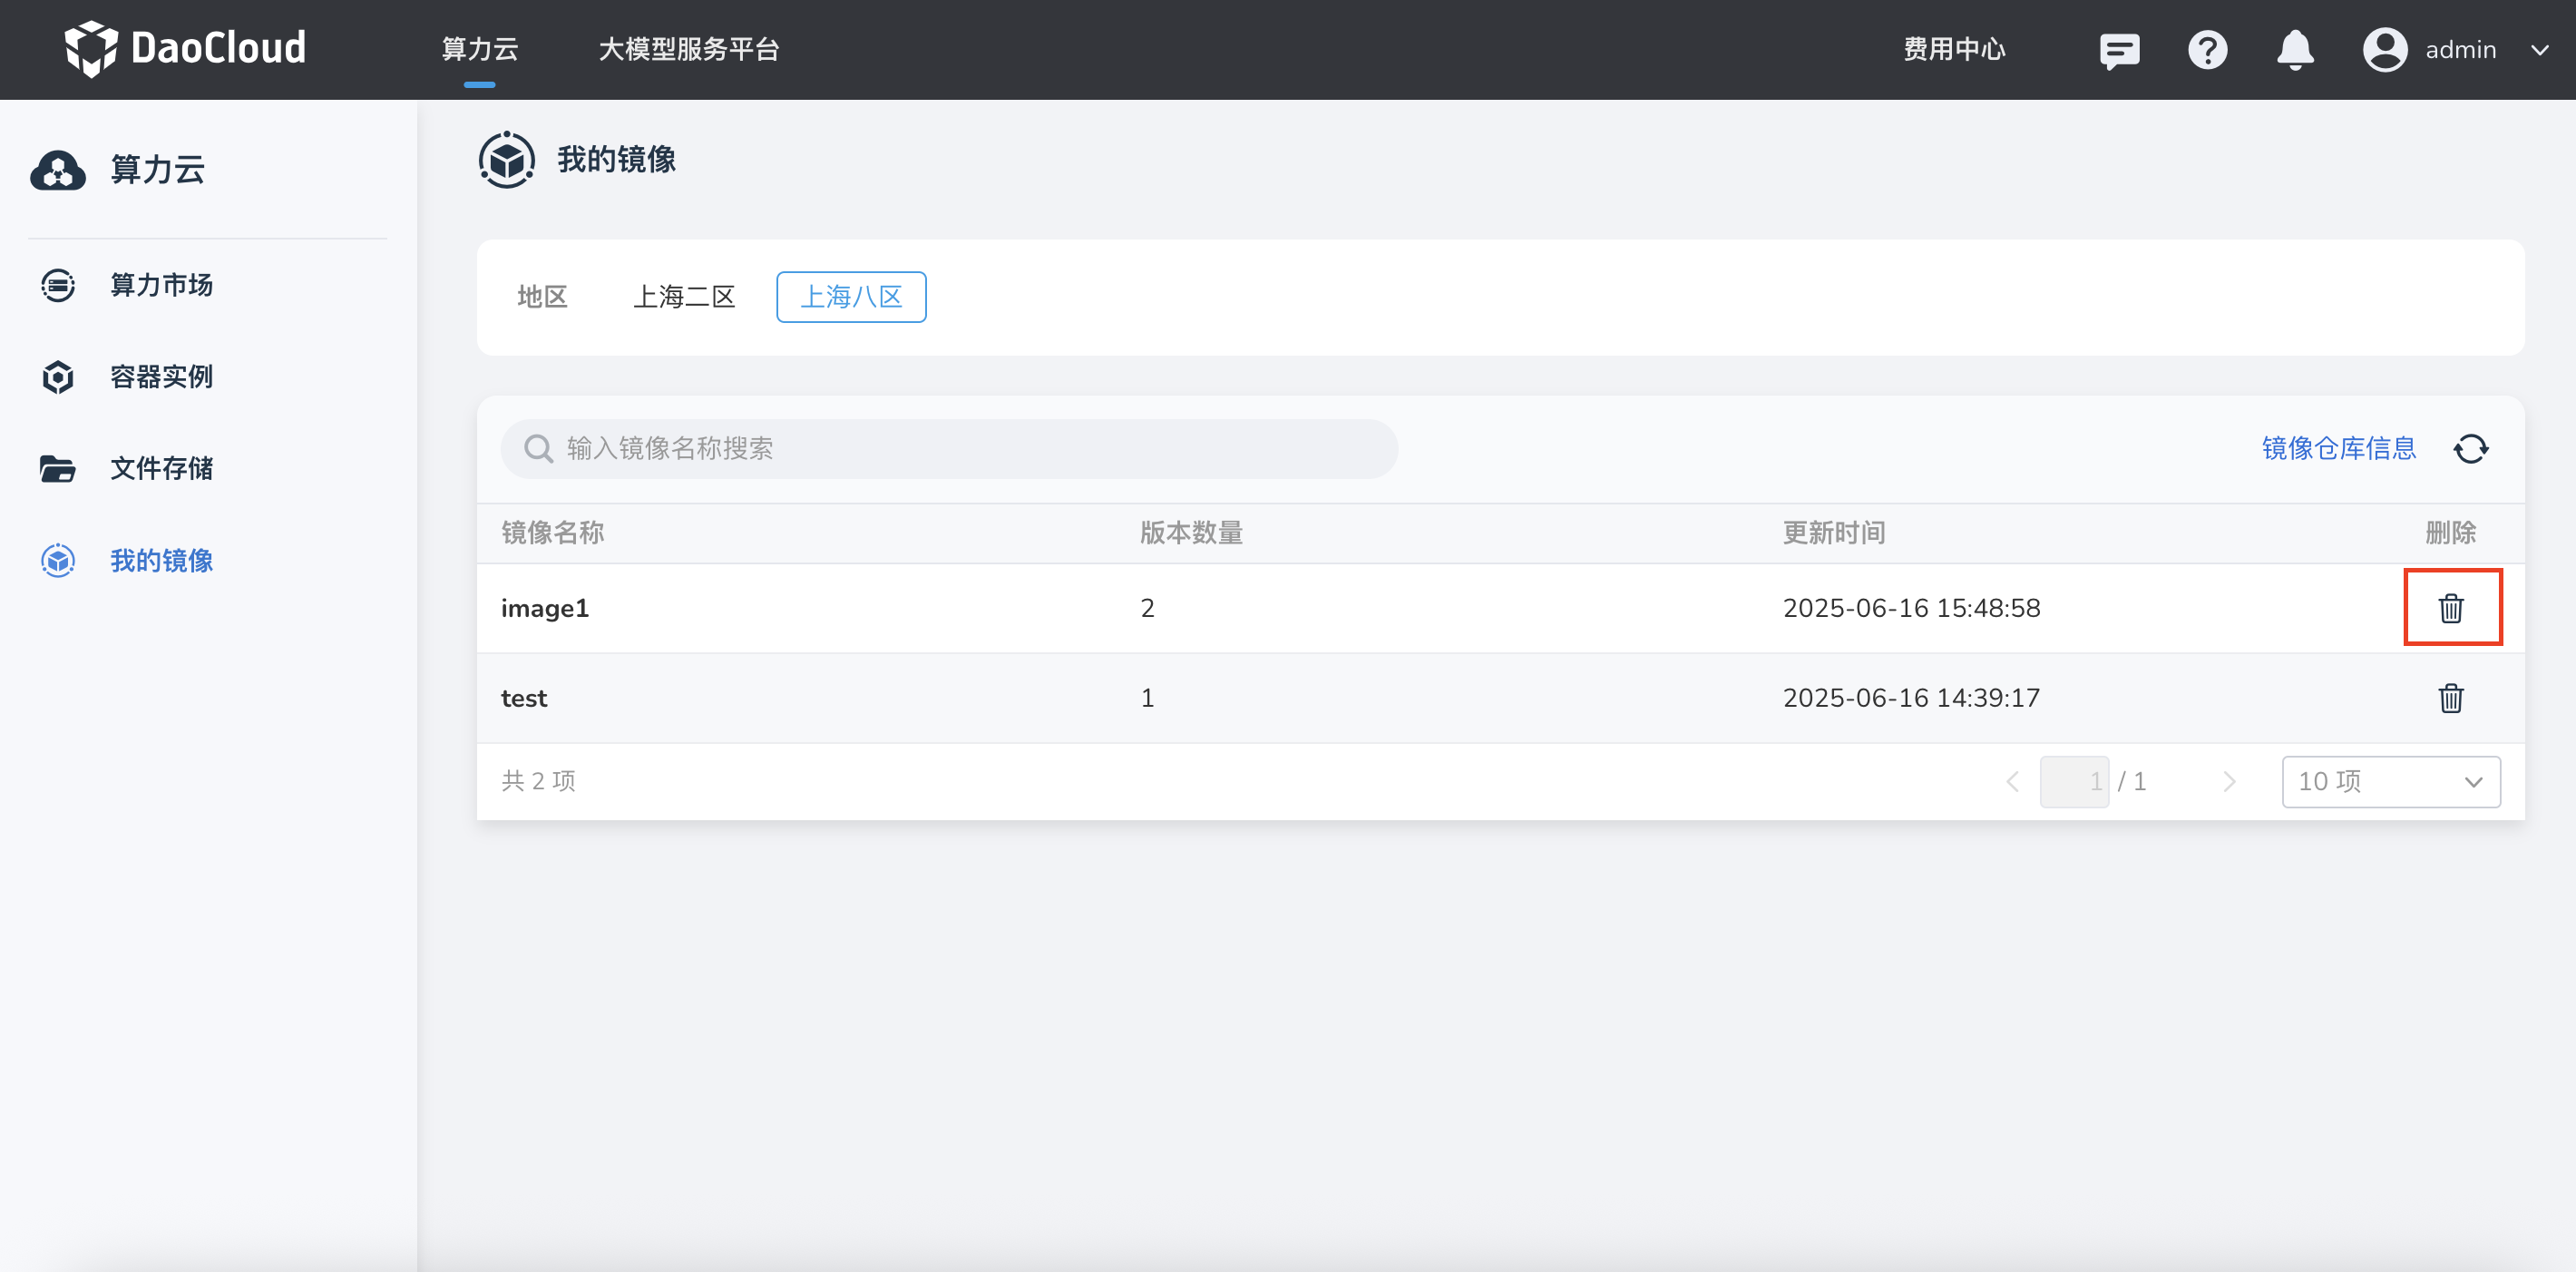 DaoCloud 算力云 大模型服务平台 费用中心 admin
算力云
算力市场
容器实例
文件存储
我的镜像
我的镜像
地区 上海二区 上海八区
输入镜像名称搜索 镜像仓库信息
镜像名称 版本数量 更新时间 删除
image1 2 2025-06-16 15:48:58
test 1 2025-06-16 14:39:17
共 2 项 1 / 1 10 项